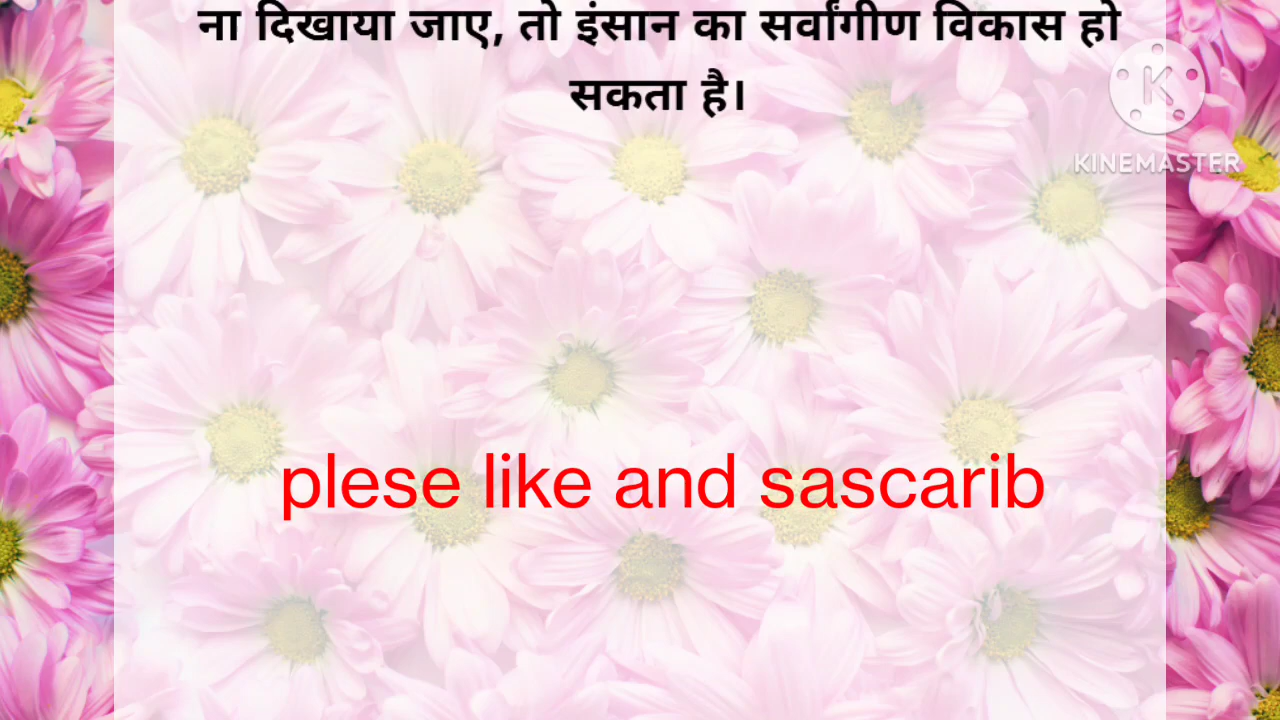 ना दिखाया जाए, तो इंसान का सर्वांगीण विकास हो
सकता है।
K
KINEMASTER
plese like and sascarib